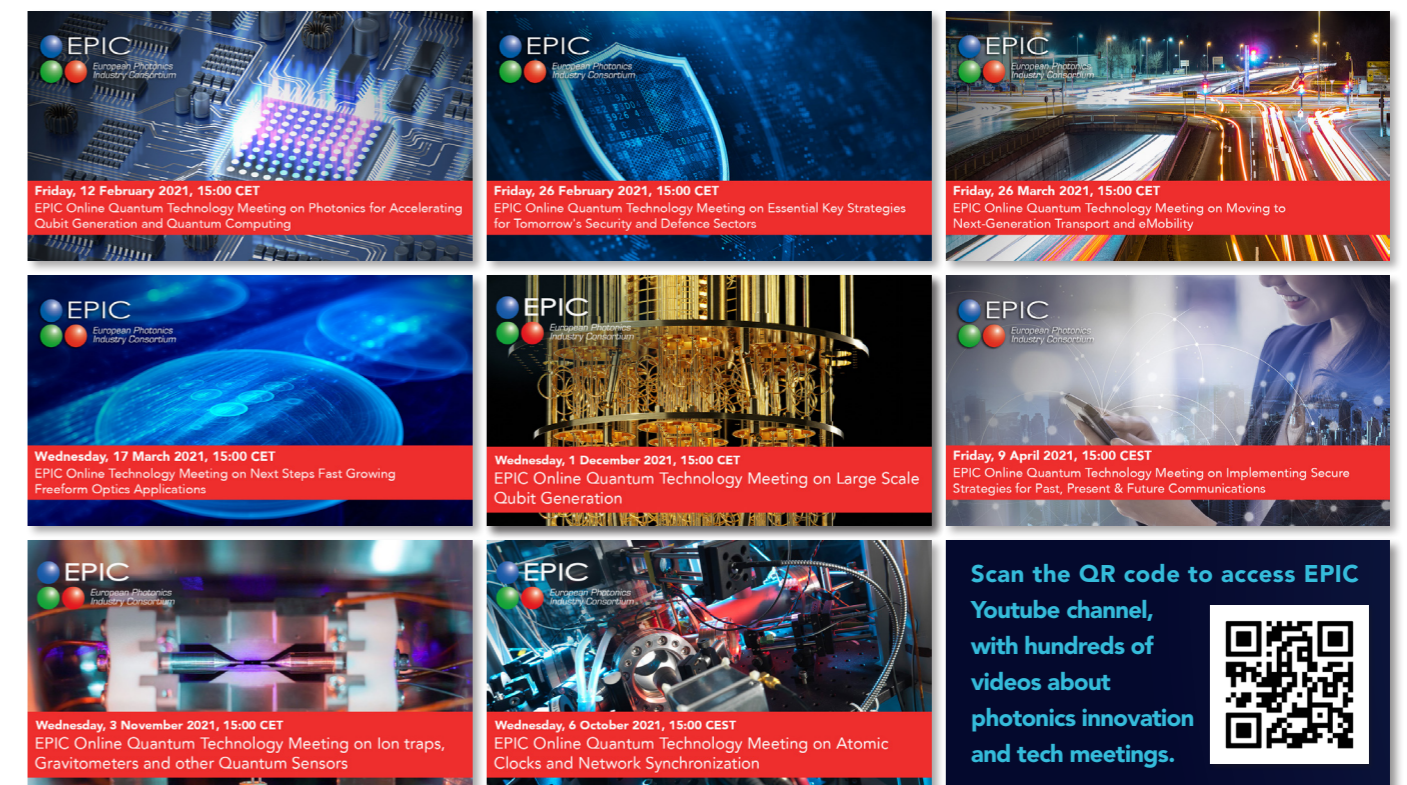 EPIC
European Photonics
Industry Consortium
Friday, 12 February 2021, 15:00 CET
EPIC Online Quantum Technology Meeting on Photonics for Accelerating
Qubit Generation and Quantum Computing
EPIC
European Photonics
Industry Consortium
Friday, 26 February 2021, 15:00 CET
EPIC Online Quantum Technology Meeting on Essential Key Strategies
for Tomorrow's Security and Defence Sectors
EPIC
European Photonics
Industry Consortium
Friday, 26 March 2021, 15:00 CET
EPIC Online Quantum Technology Meeting on Moving to
Next-Generation Transport and eMobility
EPIC
European Photonics
Industry Consortium
Wednesday, 17 March 2021, 15:00 CET
EPIC Online Technology Meeting on Next Steps Fast Growing
Freeform Optics Applications
EPIC
European Photonics
Industry Consortium
Wednesday, 1 December 2021, 15:00 CET
EPIC Online Quantum Technology Meeting on Large Scale
Qubit Generation
EPIC
European Photonics
Industry Consortium
Friday, 9 April 2021, 15:00 CEST
EPIC Online Quantum Technology Meeting on Implementing Secure
Strategies for Past, Present & Future Communications
EPIC
European Photonics
Industry Consortium
Wednesday, 3 November 2021, 15:00 CET
EPIC Online Quantum Technology Meeting on Ion traps,
Gravitometers and other Quantum Sensors
EPIC
European Photonics
Industry Consortium
Wednesday, 6 October 2021, 15:00 CEST
EPIC Online Quantum Technology Meeting on Atomic
Clocks and Network Synchronization
Scan the QR code to access EPIC
Youtube channel,
with hundreds of
videos about
photonics innovation
and tech meetings.